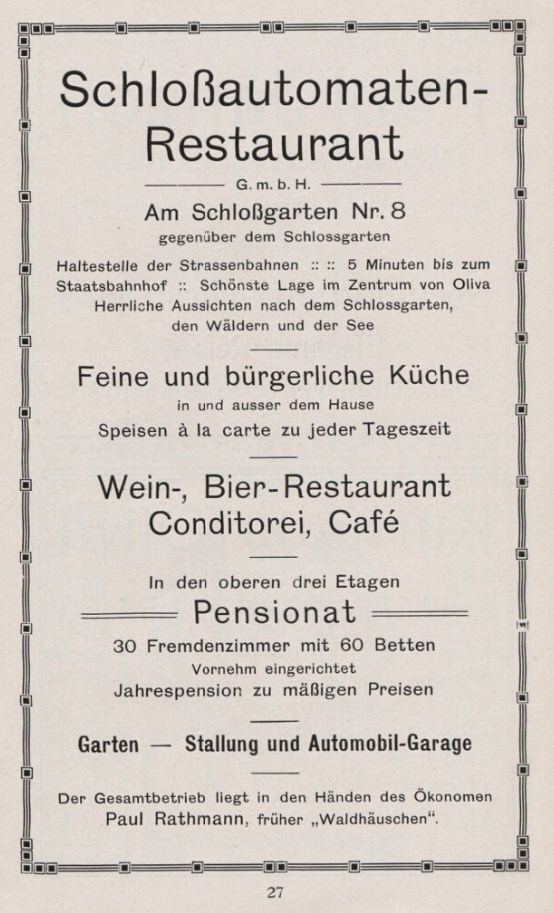 Schloßautomaten-
Restaurant
G. m. b. H.
Am Schloßgarten Nr. 8
gegenüber dem Schlossgarten
Haltestelle der Strassenbahnen :: :: 5 Minuten bis zum
Staatsbahnhof :: Schönste Lage im Zentrum von Oliva
Herrliche Aussichten nach dem Schlossgarten,
den Wäldern und der See
Feine und bürgerliche Küche
in und ausser dem Hause
Speisen à la carte zu jeder Tageszeit
Wein-, Bier-Restaurant
Conditorei, Café
In den oberen drei Etagen
Pensionat
30 Fremdenzimmer mit 60 Betten
Vornehm eingerichtet
Jahrespension zu mäßigen Preisen
Garten — Stallung und Automobil-Garage
Der Gesamtbetrieb liegt in den Händen des Ökonomen
Paul Rathmann, früher „Waldhäuschen“.
27